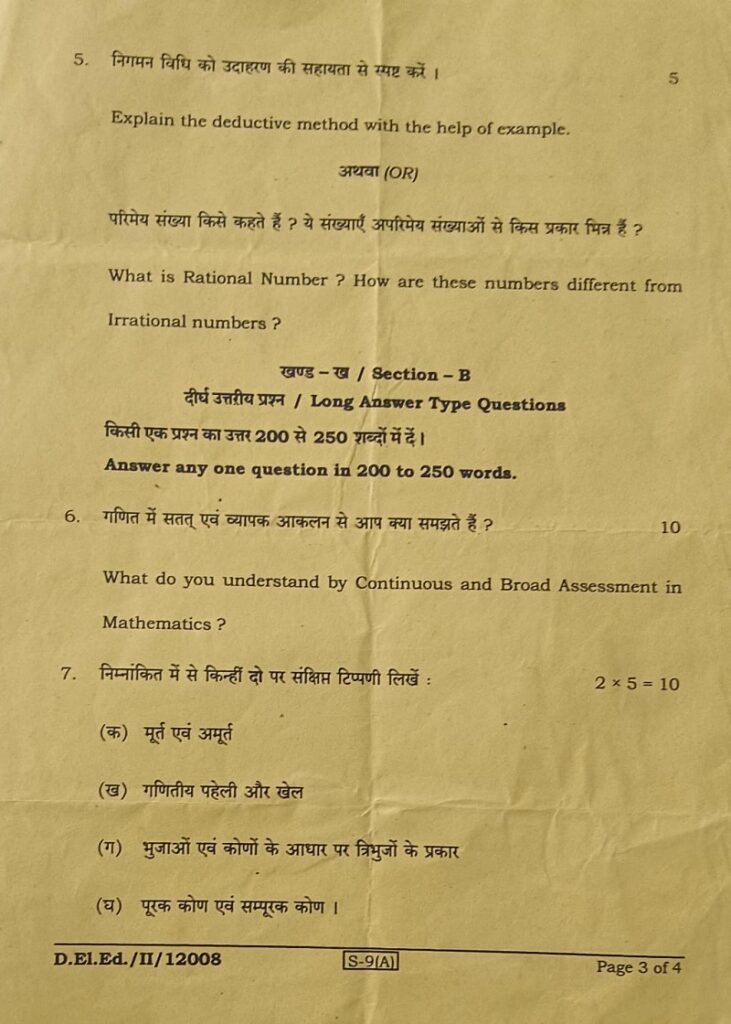 5. निगमन विधि को उदाहरण की सहायता से स्पष्ट करें । 5
Explain the deductive method with the help of example.
अथवा (OR)
परिमेय संख्या किसे कहते हैं ? ये संख्याएँ अपरिमेय संख्याओं से किस प्रकार भिन्न हैं ?
What is Rational Number ? How are these numbers different from
Irrational numbers ?
खण्ड – ख / Section – B
दीर्घ उत्तरीय प्रश्न / Long Answer Type Questions
किसी एक प्रश्न का उत्तर 200 से 250 शब्दों में दें ।
Answer any one question in 200 to 250 words.
6. गणित में सतत् एवं व्यापक आकलन से आप क्या समझते हैं ? 10
What do you understand by Continuous and Broad Assessment in
Mathematics ?
7. निम्नांकित में से किन्हीं दो पर संक्षिप्त टिप्पणी लिखें : 2 × 5 = 10
(क) मूर्त एवं अमूर्त
(ख) गणितीय पहेली और खेल
(ग) भुजाओं एवं कोणों के आधार पर त्रिभुजों के प्रकार
(घ) पूरक कोण एवं सम्पूरक कोण ।
D.El.Ed./II/12008 S-9(A) Page 3 of 4